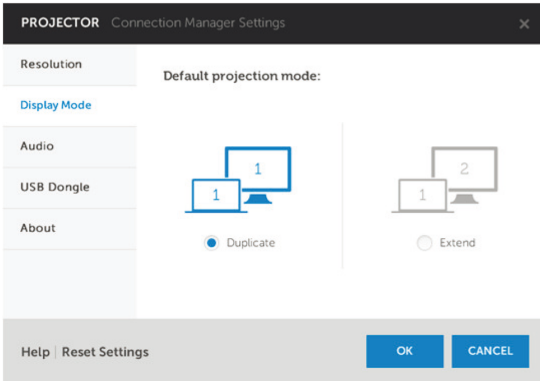 PROJECTOR Connection Manager Settings
Resolution
Display Mode
Audio
USB Dongle
About
Default projection mode:
1
1
Duplicate
2
1
Extend
Help | Reset Settings
OK
CANCEL